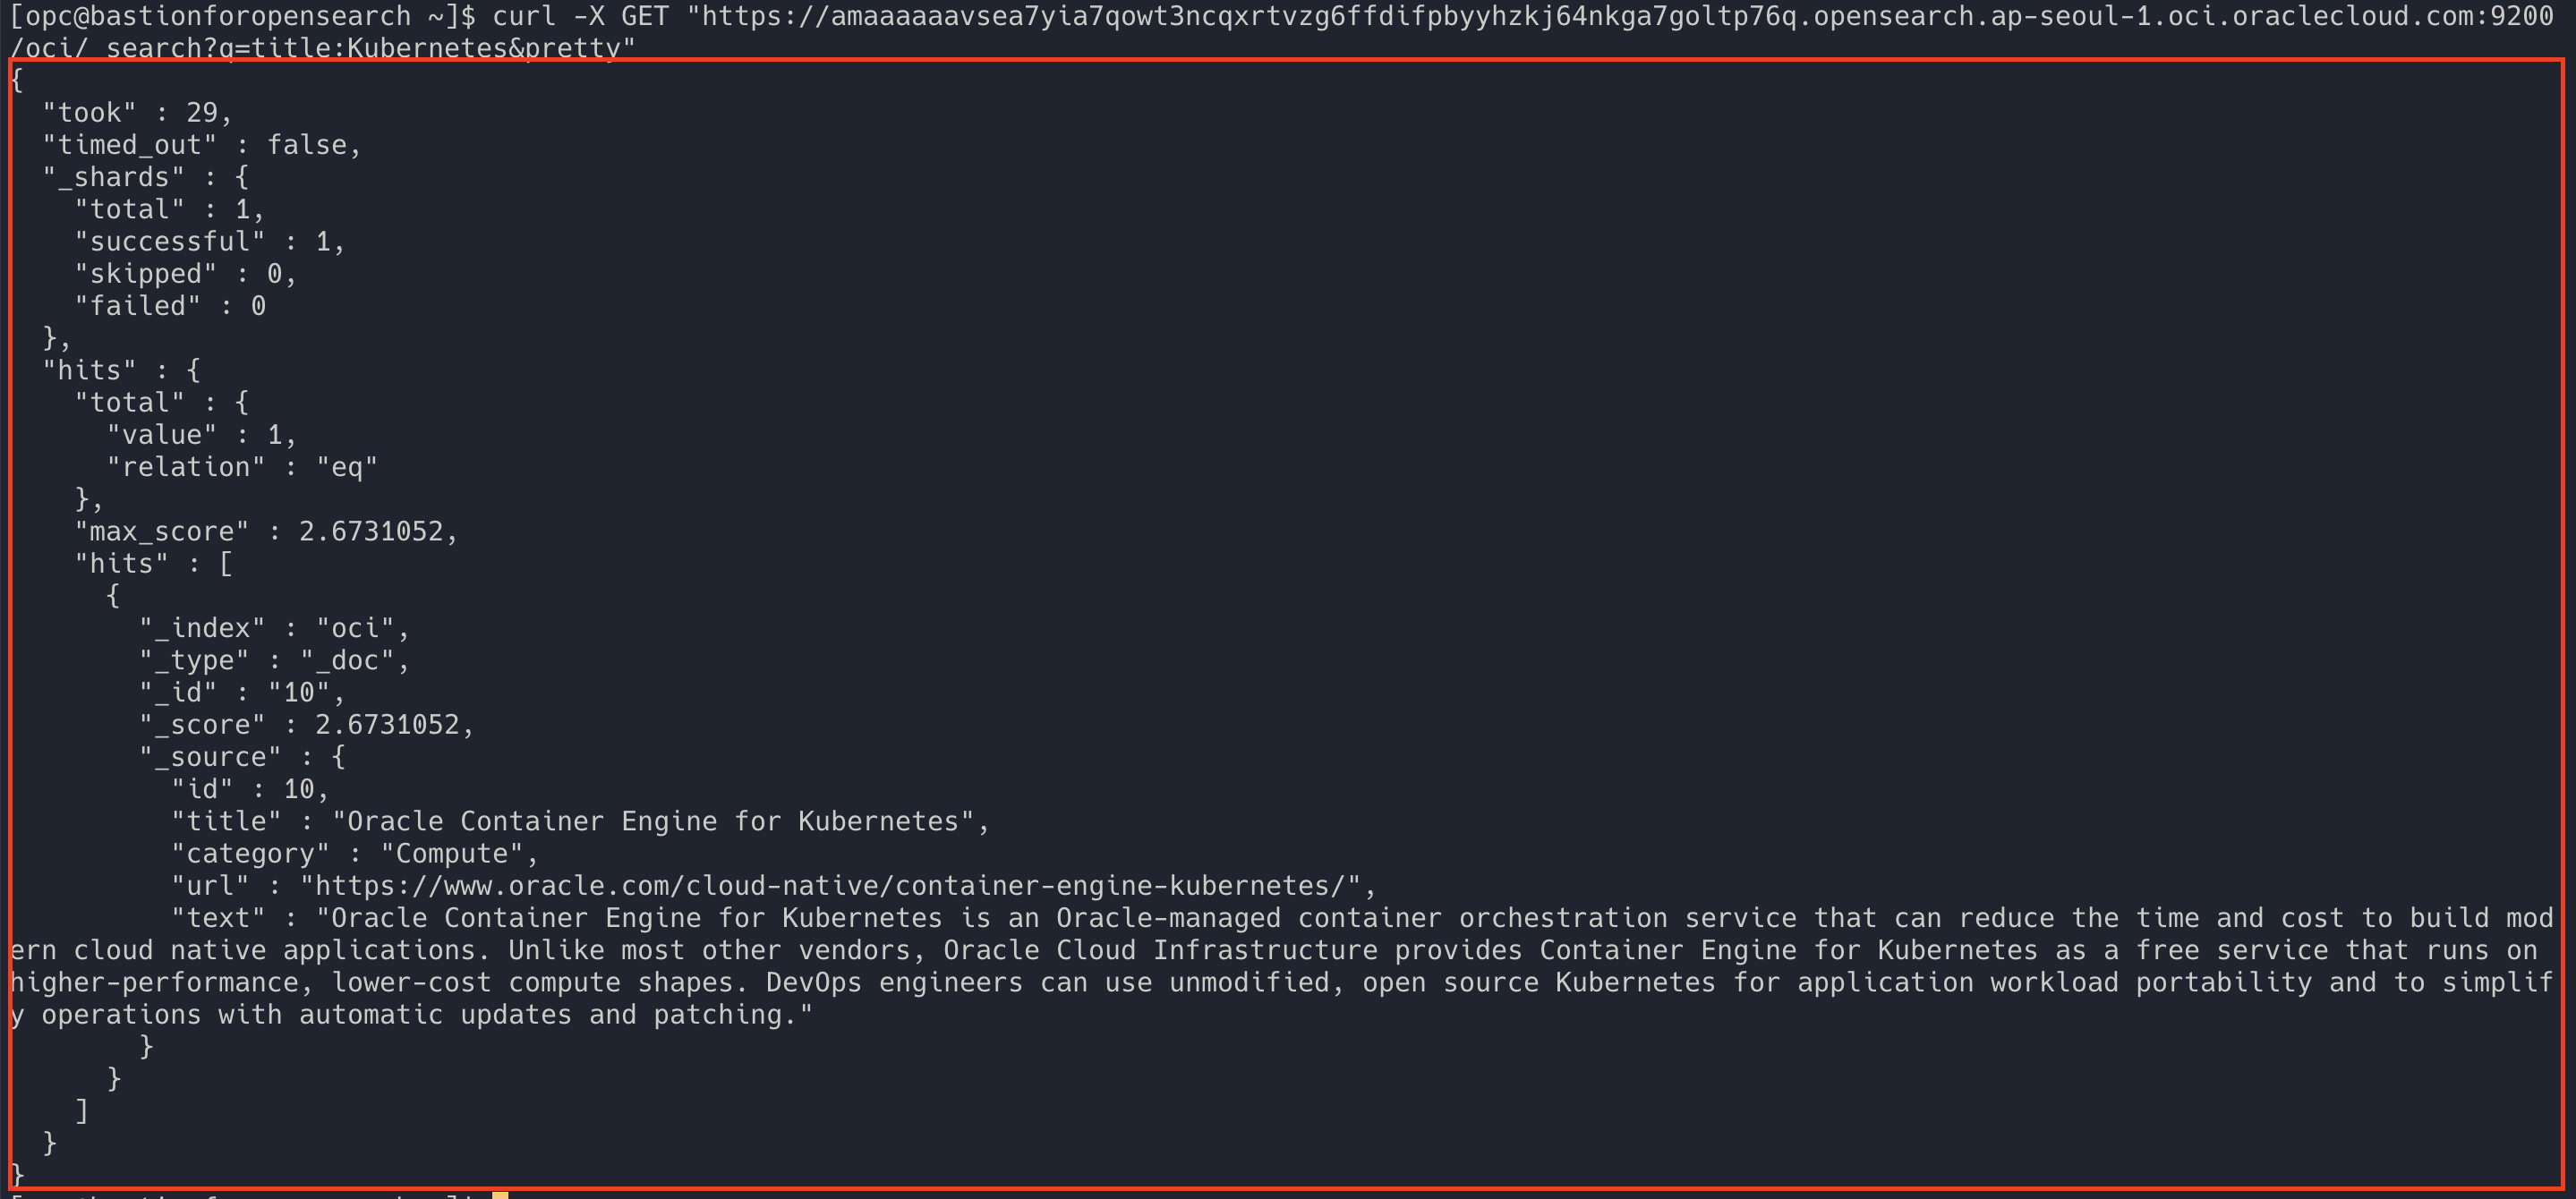 [opc@bastionforopensearch ~]$ curl -X GET "https://amaaaaaavsea7yia7qowt3ncqxrtvzg6ffdifpbyyhzkj64nkga7goltp76q.opensearch.ap-seoul-1.oci.oraclecloud.com:9200
/oci/_search?q=title:Kubernetes&pretty"
{
  "took" : 29,
  "timed_out" : false,
  "_shards" : {
    "total" : 1,
    "successful" : 1,
    "skipped" : 0,
    "failed" : 0
  },
  "hits" : {
    "total" : {
      "value" : 1,
      "relation" : "eq"
    },
    "max_score" : 2.6731052,
    "hits" : [
      {
        "_index" : "oci",
        "_type" : "_doc",
        "_id" : "10",
        "_score" : 2.6731052,
        "_source" : {
          "id" : 10,
          "title" : "Oracle Container Engine for Kubernetes",
          "category" : "Compute",
          "url" : "https://www.oracle.com/cloud-native/container-engine-kubernetes/",
          "text" : "Oracle Container Engine for Kubernetes is an Oracle-managed container orchestration service that can reduce the time and cost to build mod
ern cloud native applications. Unlike most other vendors, Oracle Cloud Infrastructure provides Container Engine for Kubernetes as a free service that runs on
higher-performance, lower-cost compute shapes. DevOps engineers can use unmodified, open source Kubernetes for application workload portability and to simplif
y operations with automatic updates and patching."
        }
      }
    ]
  }
}